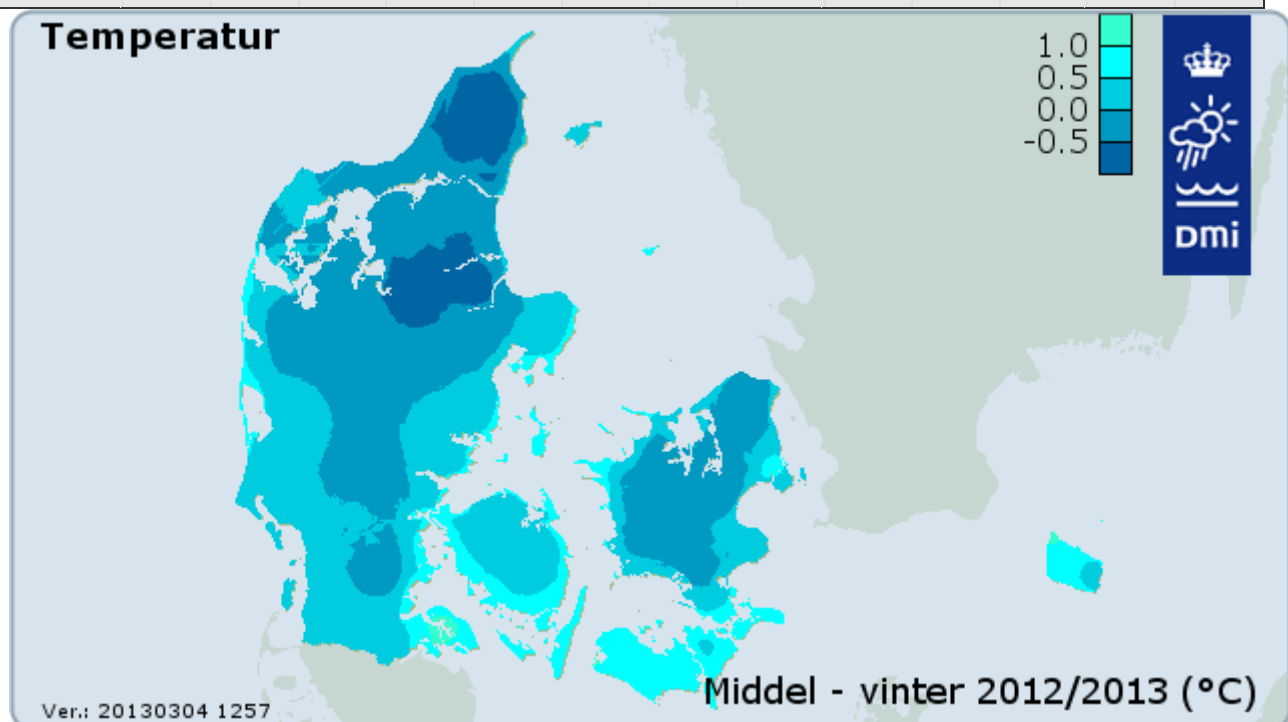 Temperatur
1.0
0.5
0.0
-0.5
DMi
Middel - vinter 2012/2013 (°C)
Ver.: 20130304 1257